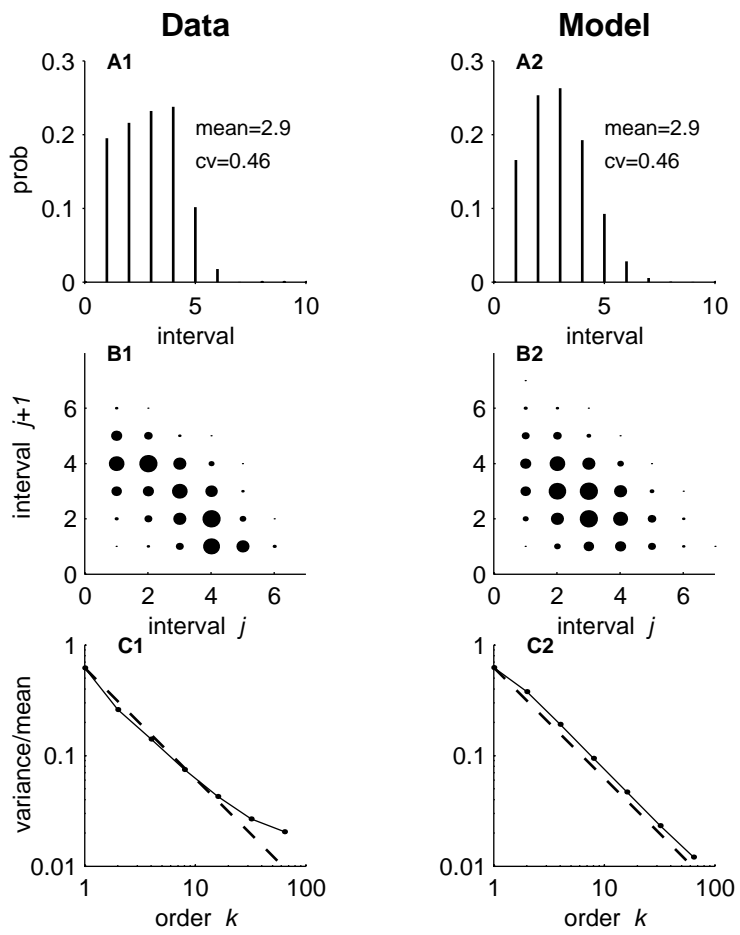 Data
Model
A1
0.3
0.2
0.1
0
prob
mean=2.9
cv=0.46
0 5 10
interval
A2
0.3
0.2
0.1
0
mean=2.9
cv=0.46
0 5 10
interval
B1
6
4
2
0
interval j+1
0 2 4 6
interval j
B2
6
4
2
0
0 2 4 6
interval j
C1
1
0.1
0.01
variance/mean
1 10 100
order k
C2
1
0.1
0.01
1 10 100
order k